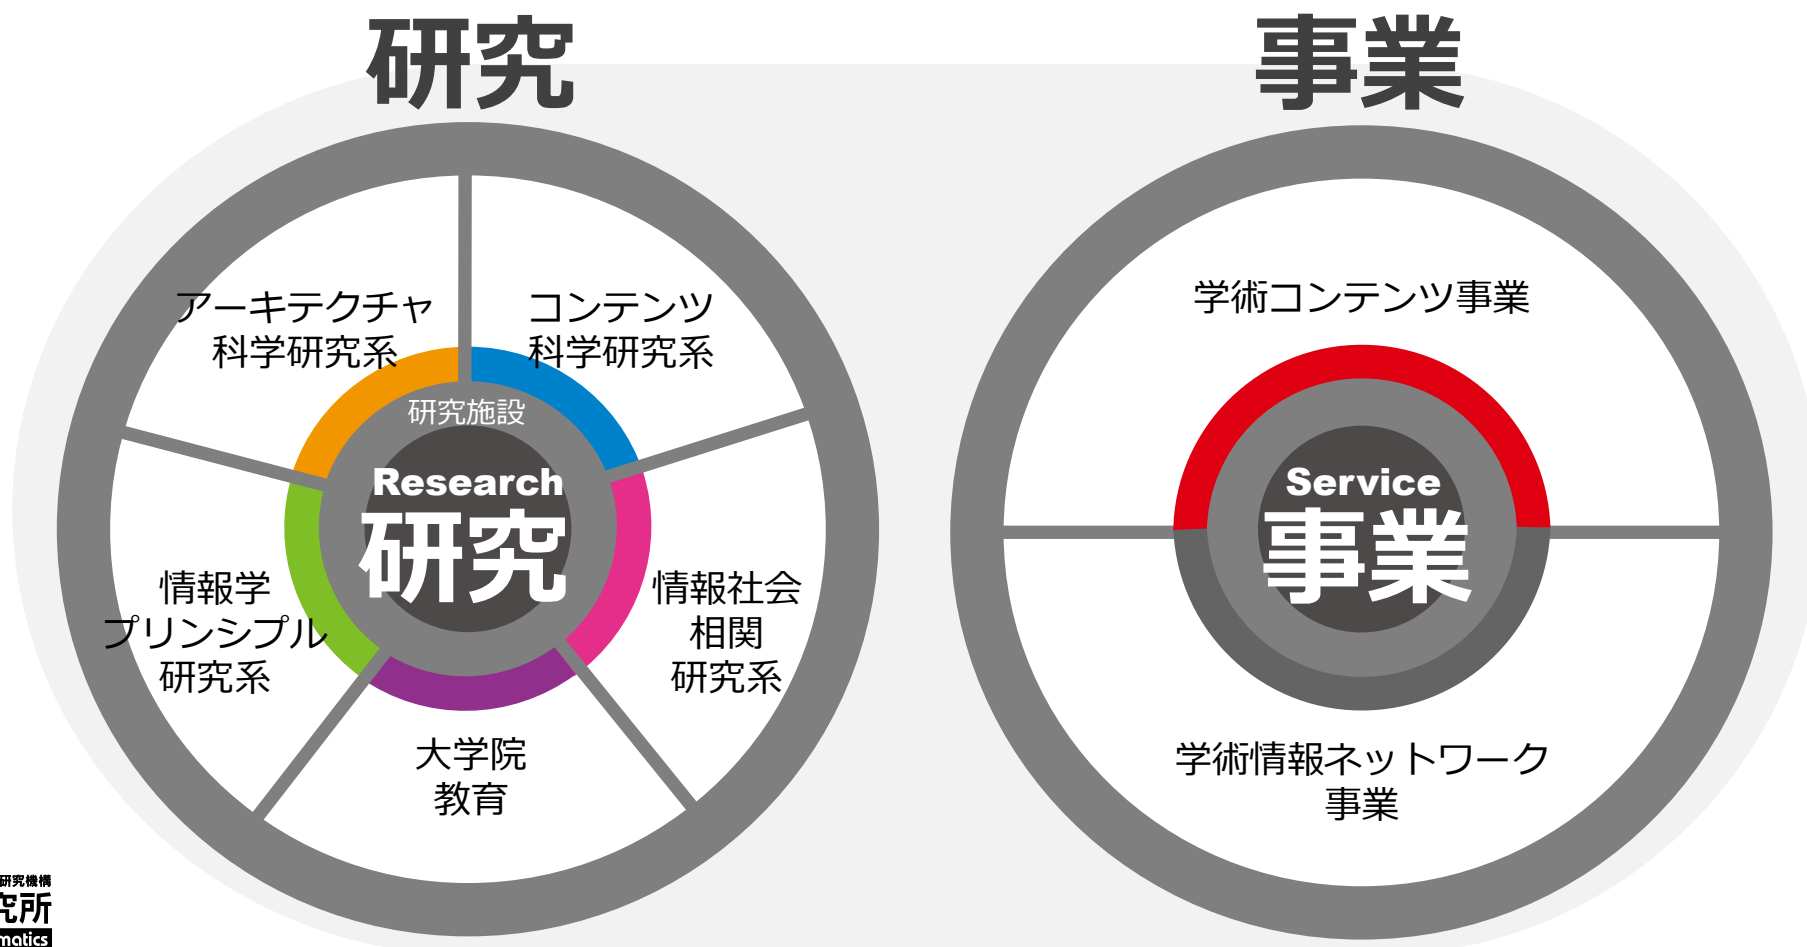 研究
事業
アーキテクチャ
科学研究系
コンテンツ
科学研究系
研究施設
Research
研究
情報学
プリンシプル
研究系
情報社会
相関
研究系
大学院
教育
学術コンテンツ事業
Service
事業
学術情報ネットワーク
事業
研究機構
究所
matics